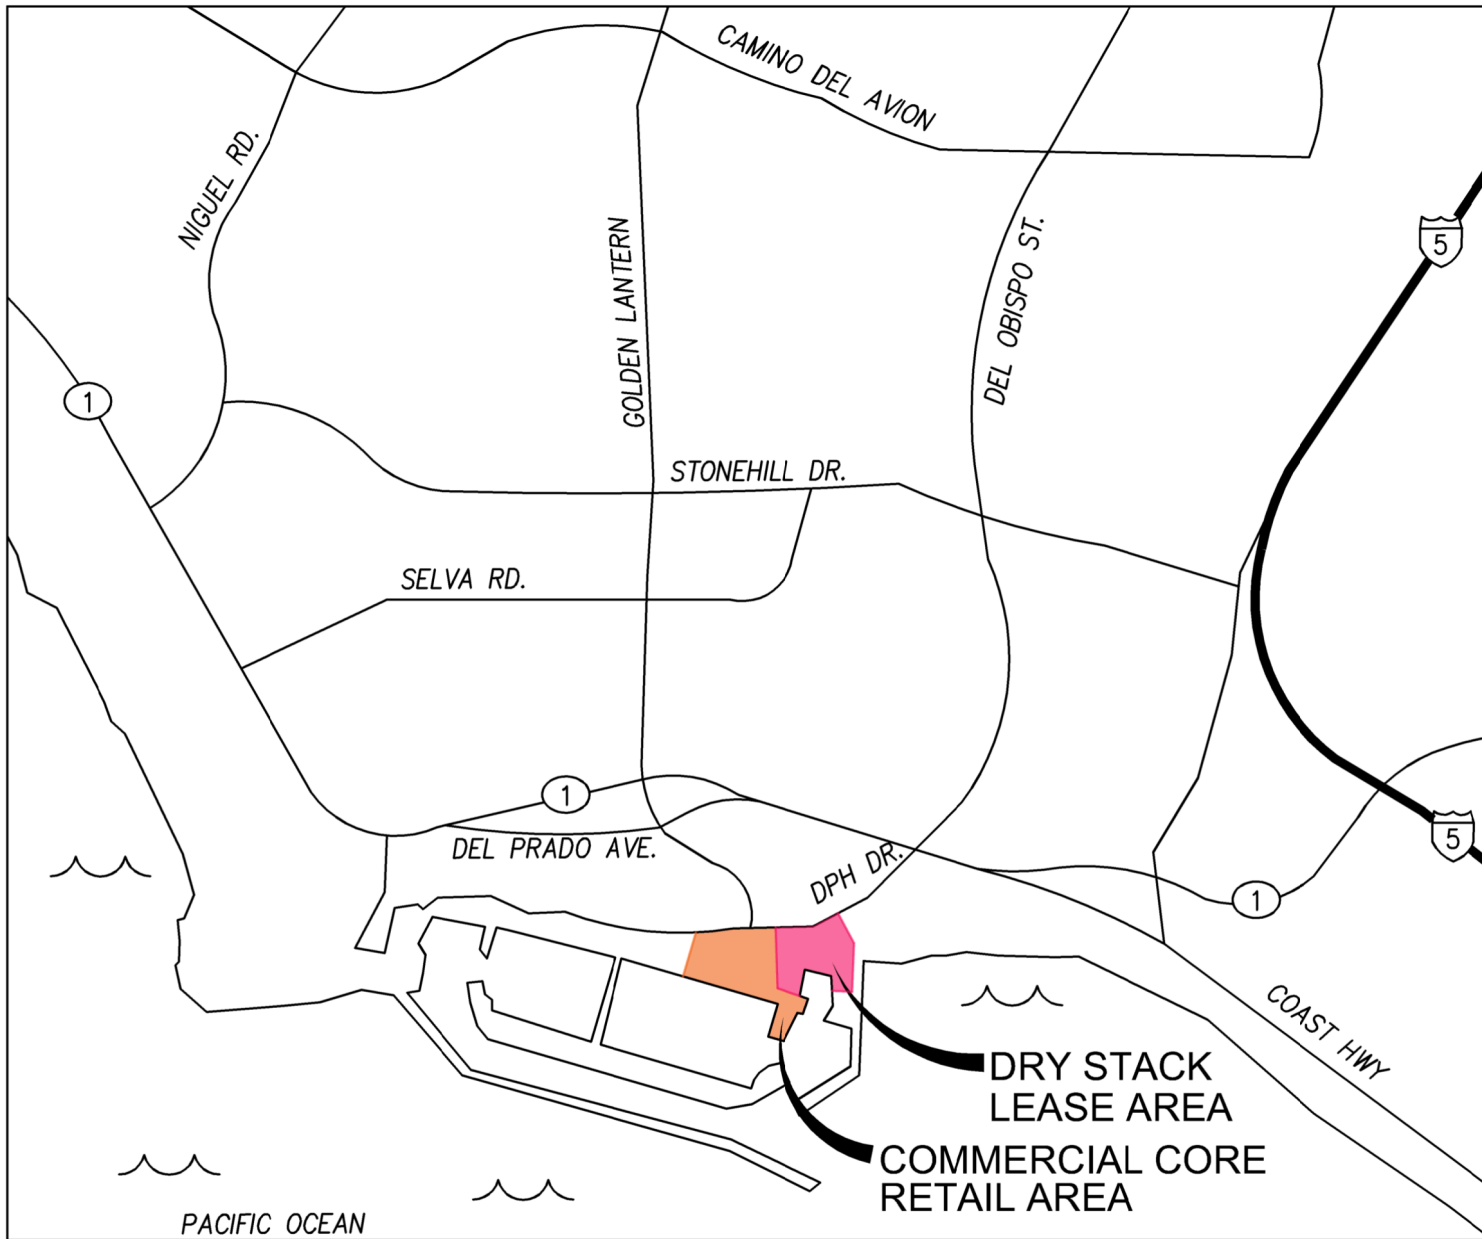 CAMINO DEL AVION
NIGUEL RD.
GOLDEN LANTERN
DEL OBISPO ST.
5
1
STONEHILL DR.
SELVA RD.
1
DEL PRADO AVE.
DPH DR.
5
1
COAST HWY
DRY STACK
LEASE AREA
COMMERCIAL CORE
RETAIL AREA
PACIFIC OCEAN